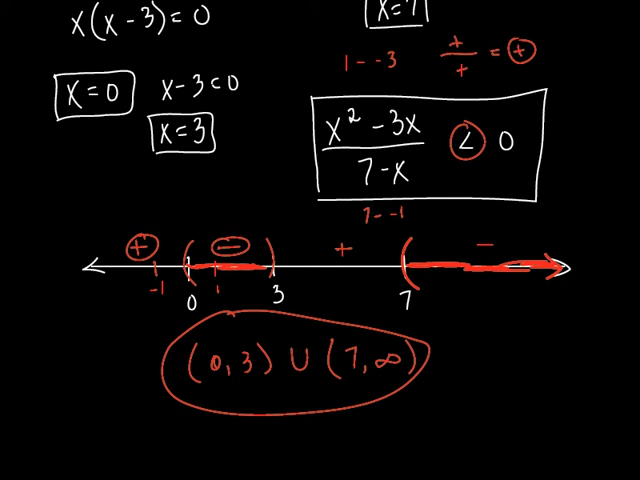 x(x-3)=0
x=7
1--3
+/+ = +
x=0
x-3=0
x=3
x²-3x/7-x < 0
7--1
+ - + -
-1 0 1 3 7
(0,3) ∪ (7,∞)